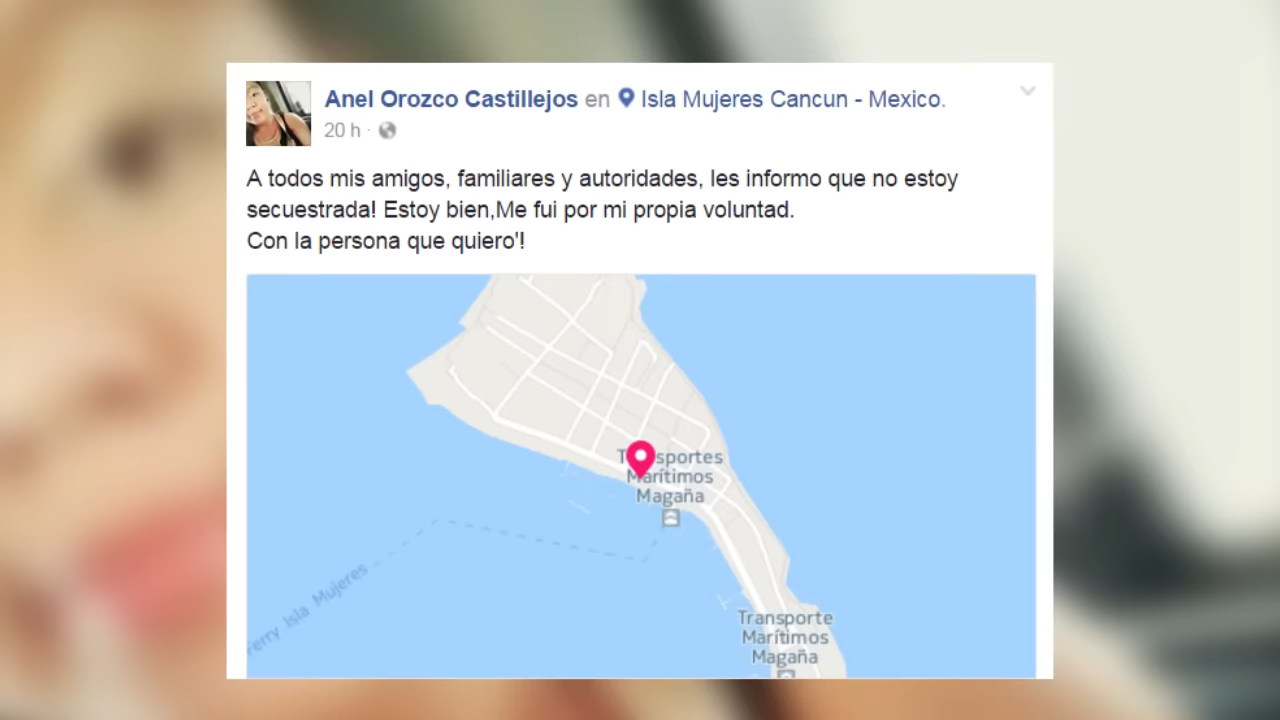 Anel Orozco Castillejos en Isla Mujeres Cancun - Mexico.
20 h ·
A todos mis amigos, familiares y autoridades, les informo que no estoy
secuestrada! Estoy bien,Me fui por mi propia voluntad.
Con la persona que quiero'!
Transportes
Marítimos
Magaña
Ferry Isla Mujeres
Transporte
Marítimos
Magaña